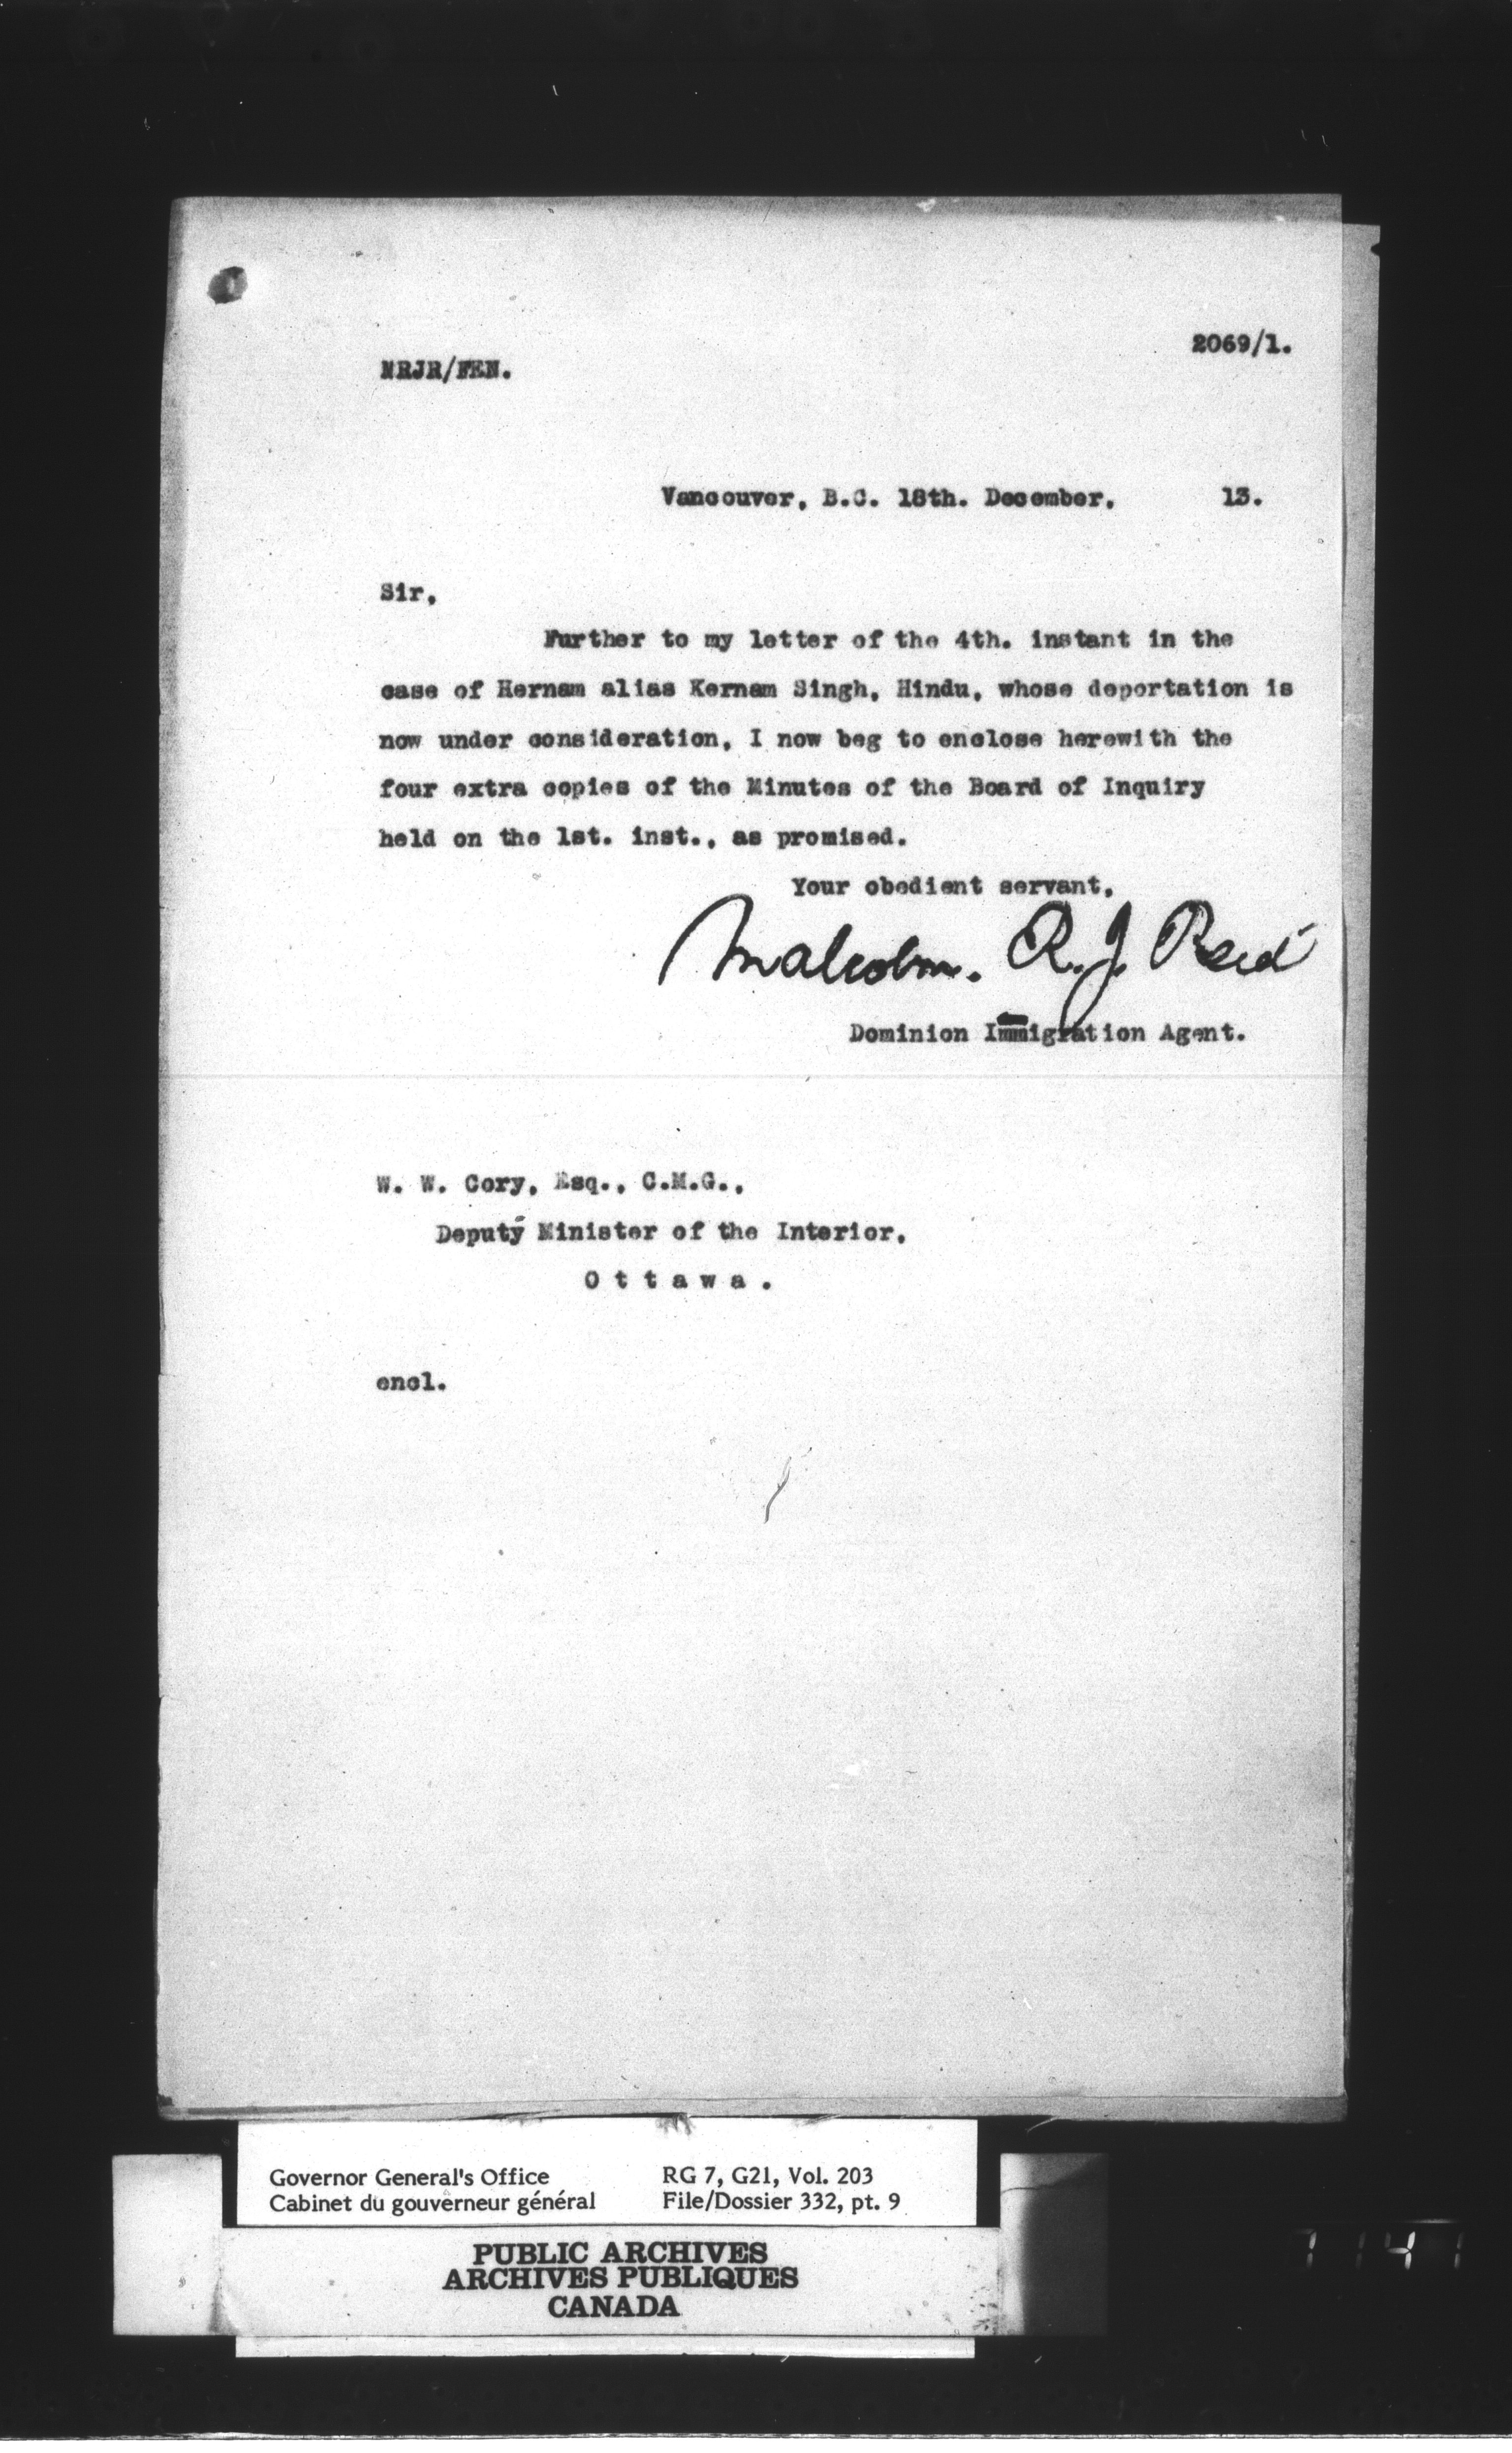 2069/1.
MRJR/FEN.
Vancouver, B.C. 18th. December, 13.
Sir,
Further to my letter of the 4th. instant in the
case of Hernam alias Kernam Singh, Hindu, whose deportation is
now under consideration, I now beg to enclose herewith the
four extra copies of the Minutes of the Board of Inquiry
held on the 1st. inst., as promised.
Your obedient servant,
Malcolm. R. J. Reid
Dominion Immigration Agent.
W. W. Cory, Esq., C.M.G.,
Deputy Minister of the Interior,
Ottawa.
encl.
Governor General's Office RG 7, G21, Vol. 203
Cabinet du gouverneur général File/Dossier 332, pt. 9
PUBLIC ARCHIVES
ARCHIVES PUBLIQUES
CANADA